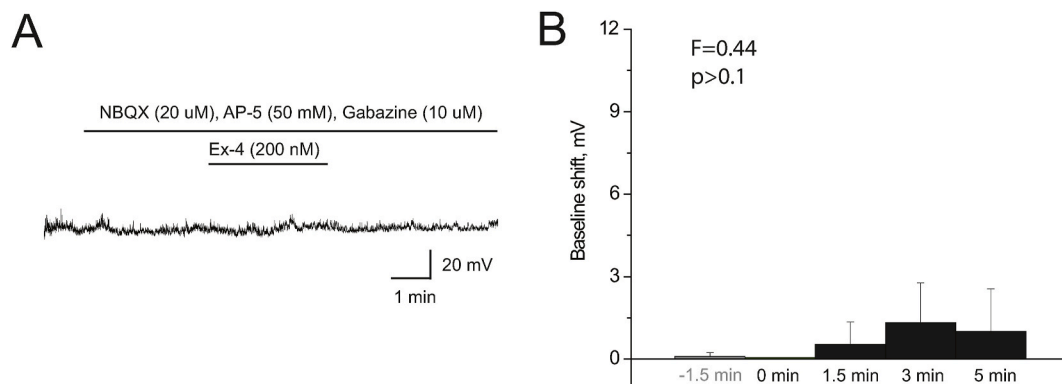 A
NBQX (20 uM), AP-5 (50 mM), Gabazine (10 uM)
Ex-4 (200 nM)
20 mV
1 min
B
F=0.44
p>0.1
Baseline shift, mV
12
9
6
3
0
-1.5 min 0 min 1.5 min 3 min 5 min